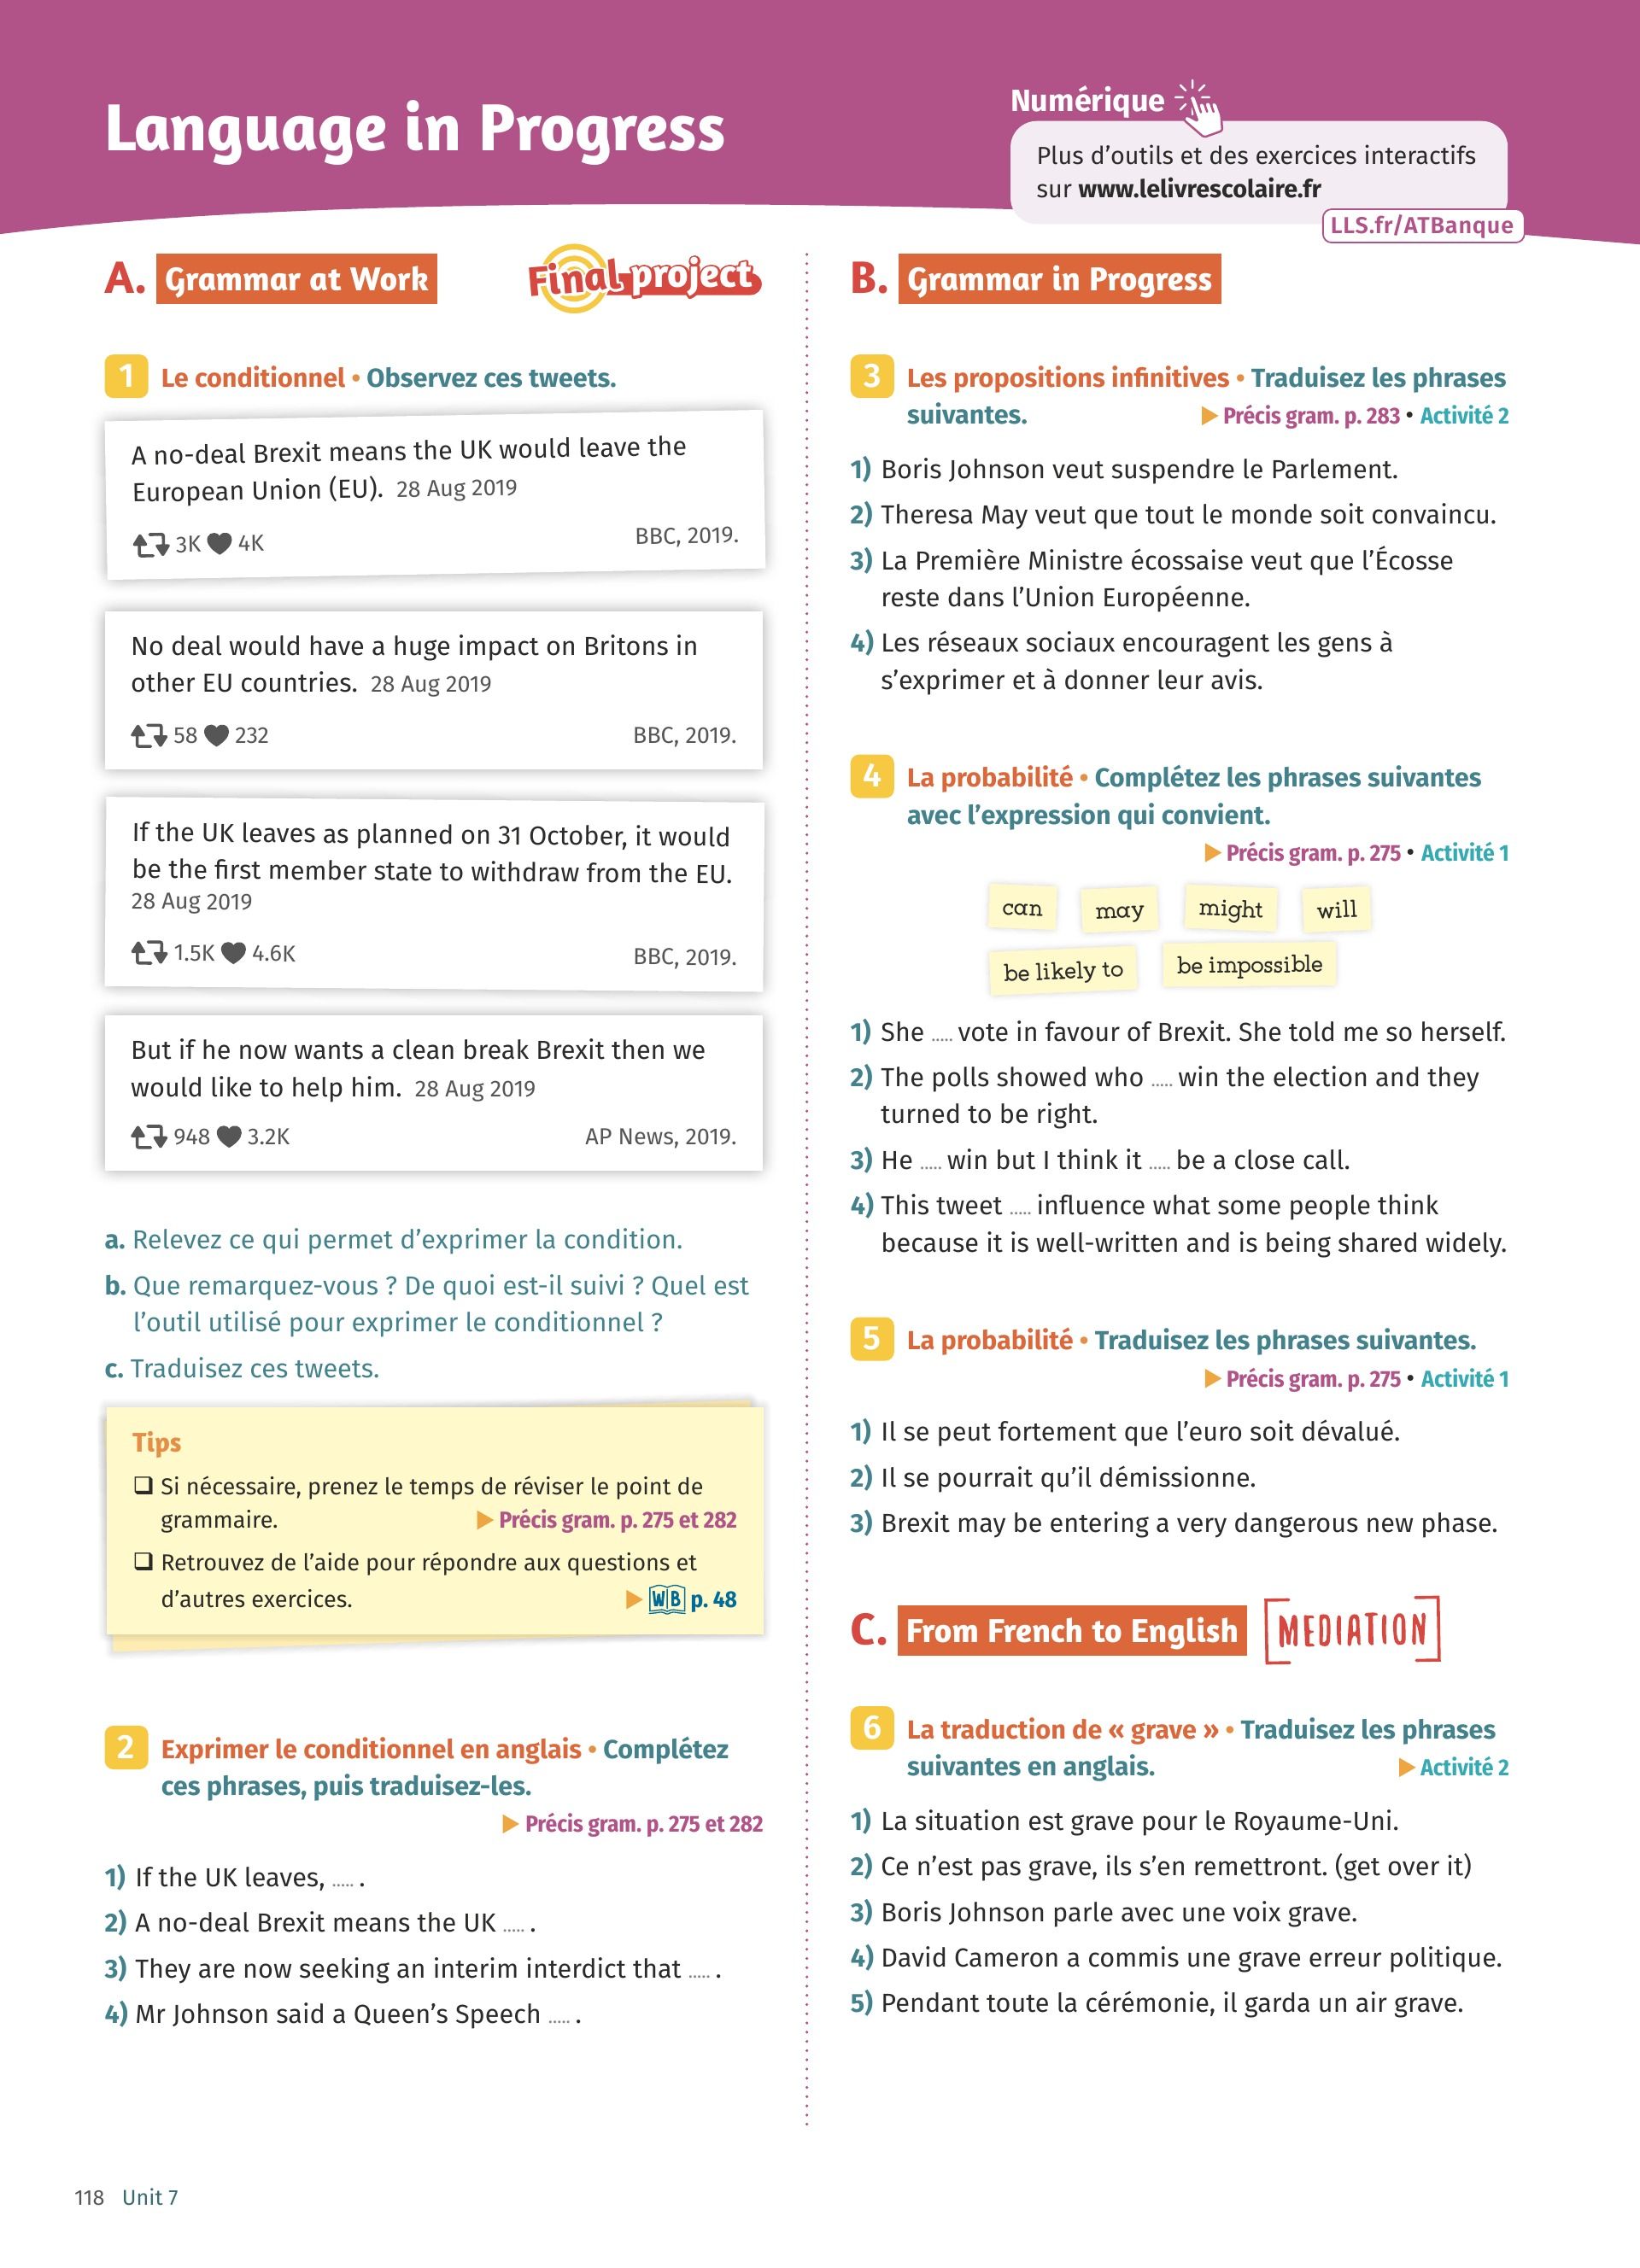 Language in Progress
Numérique
Plus d'outils et des exercices interactifs
sur www.lelivrescolaire.fr
LLS.fr/ATBanque
A. Grammar at Work
Final project
1 Le conditionnel • Observez ces tweets.
A no-deal Brexit means the UK would leave the
European Union (EU). 28 Aug 2019
3K 4K
BBC, 2019.
No deal would have a huge impact on Britons in
other EU countries. 28 Aug 2019
58 232
BBC, 2019.
If the UK leaves as planned on 31 October, it would
be the first member state to withdraw from the EU.
28 Aug 2019
1.5K 4.6K
BBC, 2019.
But if he now wants a clean break Brexit then we
would like to help him. 28 Aug 2019
948 3.2K
AP News, 2019.
a. Relevez ce qui permet d'exprimer la condition.
b. Que remarquez-vous ? De quoi est-il suivi ? Quel est
l'outil utilisé pour exprimer le conditionnel ?
c. Traduisez ces tweets.
Tips
❑ Si nécessaire, prenez le temps de réviser le point de
grammaire. ▶ Précis gram. p. 275 et 282
❑ Retrouvez de l'aide pour répondre aux questions et
d'autres exercices. ▶ WB p. 48
2 Exprimer le conditionnel en anglais • Complétez
ces phrases, puis traduisez-les.
▶ Précis gram. p. 275 et 282
1) If the UK leaves, ..... .
2) A no-deal Brexit means the UK ..... .
3) They are now seeking an interim interdict that ..... .
4) Mr Johnson said a Queen's Speech ..... .
B. Grammar in Progress
3 Les propositions infinitives • Traduisez les phrases
suivantes. ▶ Précis gram. p. 283 • Activité 2
1) Boris Johnson veut suspendre le Parlement.
2) Theresa May veut que tout le monde soit convaincu.
3) La Première Ministre écossaise veut que l'Écosse
reste dans l'Union Européenne.
4) Les réseaux sociaux encouragent les gens à
s'exprimer et à donner leur avis.
4 La probabilité • Complétez les phrases suivantes
avec l'expression qui convient.
▶ Précis gram. p. 275 • Activité 1
can may might will
be likely to be impossible
1) She ..... vote in favour of Brexit. She told me so herself.
2) The polls showed who ..... win the election and they
turned to be right.
3) He ..... win but I think it ..... be a close call.
4) This tweet ..... influence what some people think
because it is well-written and is being shared widely.
5 La probabilité • Traduisez les phrases suivantes.
▶ Précis gram. p. 275 • Activité 1
1) Il se peut fortement que l'euro soit dévalué.
2) Il se pourrait qu'il démissionne.
3) Brexit may be entering a very dangerous new phase.
C. From French to English [MEDIATION]
6 La traduction de « grave » • Traduisez les phrases
suivantes en anglais. ▶ Activité 2
1) La situation est grave pour le Royaume-Uni.
2) Ce n'est pas grave, ils s'en remettront. (get over it)
3) Boris Johnson parle avec une voix grave.
4) David Cameron a commis une grave erreur politique.
5) Pendant toute la cérémonie, il garda un air grave.
118 Unit 7